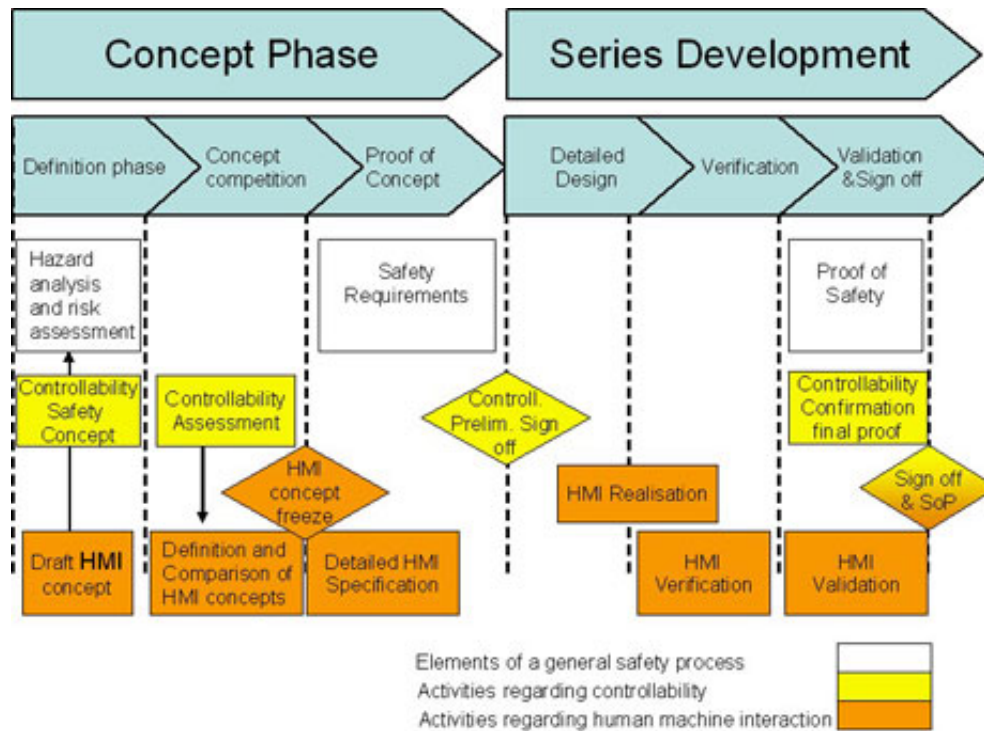 Concept Phase
Series Development
Definition phase
Concept
competition
Proof of
Concept
Detailed
Design
Verification
Validation
&Sign off
Hazard
analysis
and risk
assessment
Safety
Requirements
Proof of
Safety
Controllability
Safety
Concept
Controllability
Assessment
Controll.
Prelim. Sign
off
Controllability
Confirmation
final proof
HMI
concept
freeze
HMI Realisation
Sign off
& SoP
Draft HMI
concept
Definition and
Comparison of
HMI concepts
Detailed HMI
Specification
HMI
Verification
HMI
Validation
Elements of a general safety process
Activities regarding controllability
Activities regarding human machine interaction